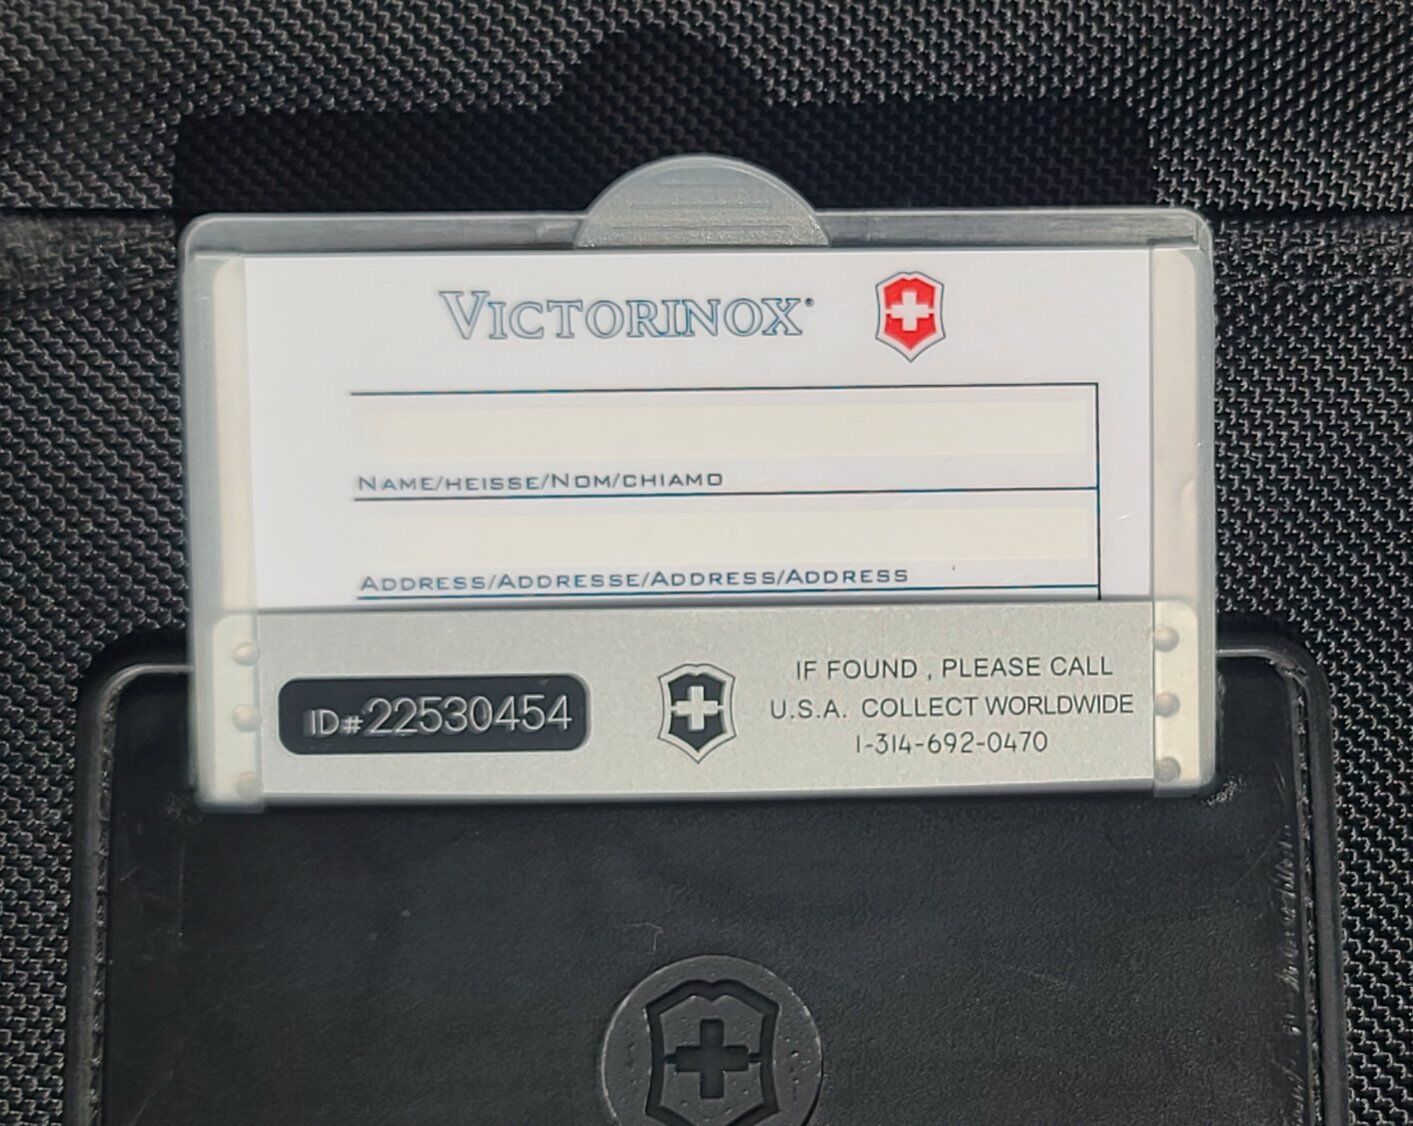 VICTORINOX
NAME/HEISSE/NOM/CHIAMO
ADDRESS/ADDRESSE/ADDRESS/ADDRESS
ID#22530454
IF FOUND , PLEASE CALL
U.S.A. COLLECT WORLDWIDE
1-314-692-0470